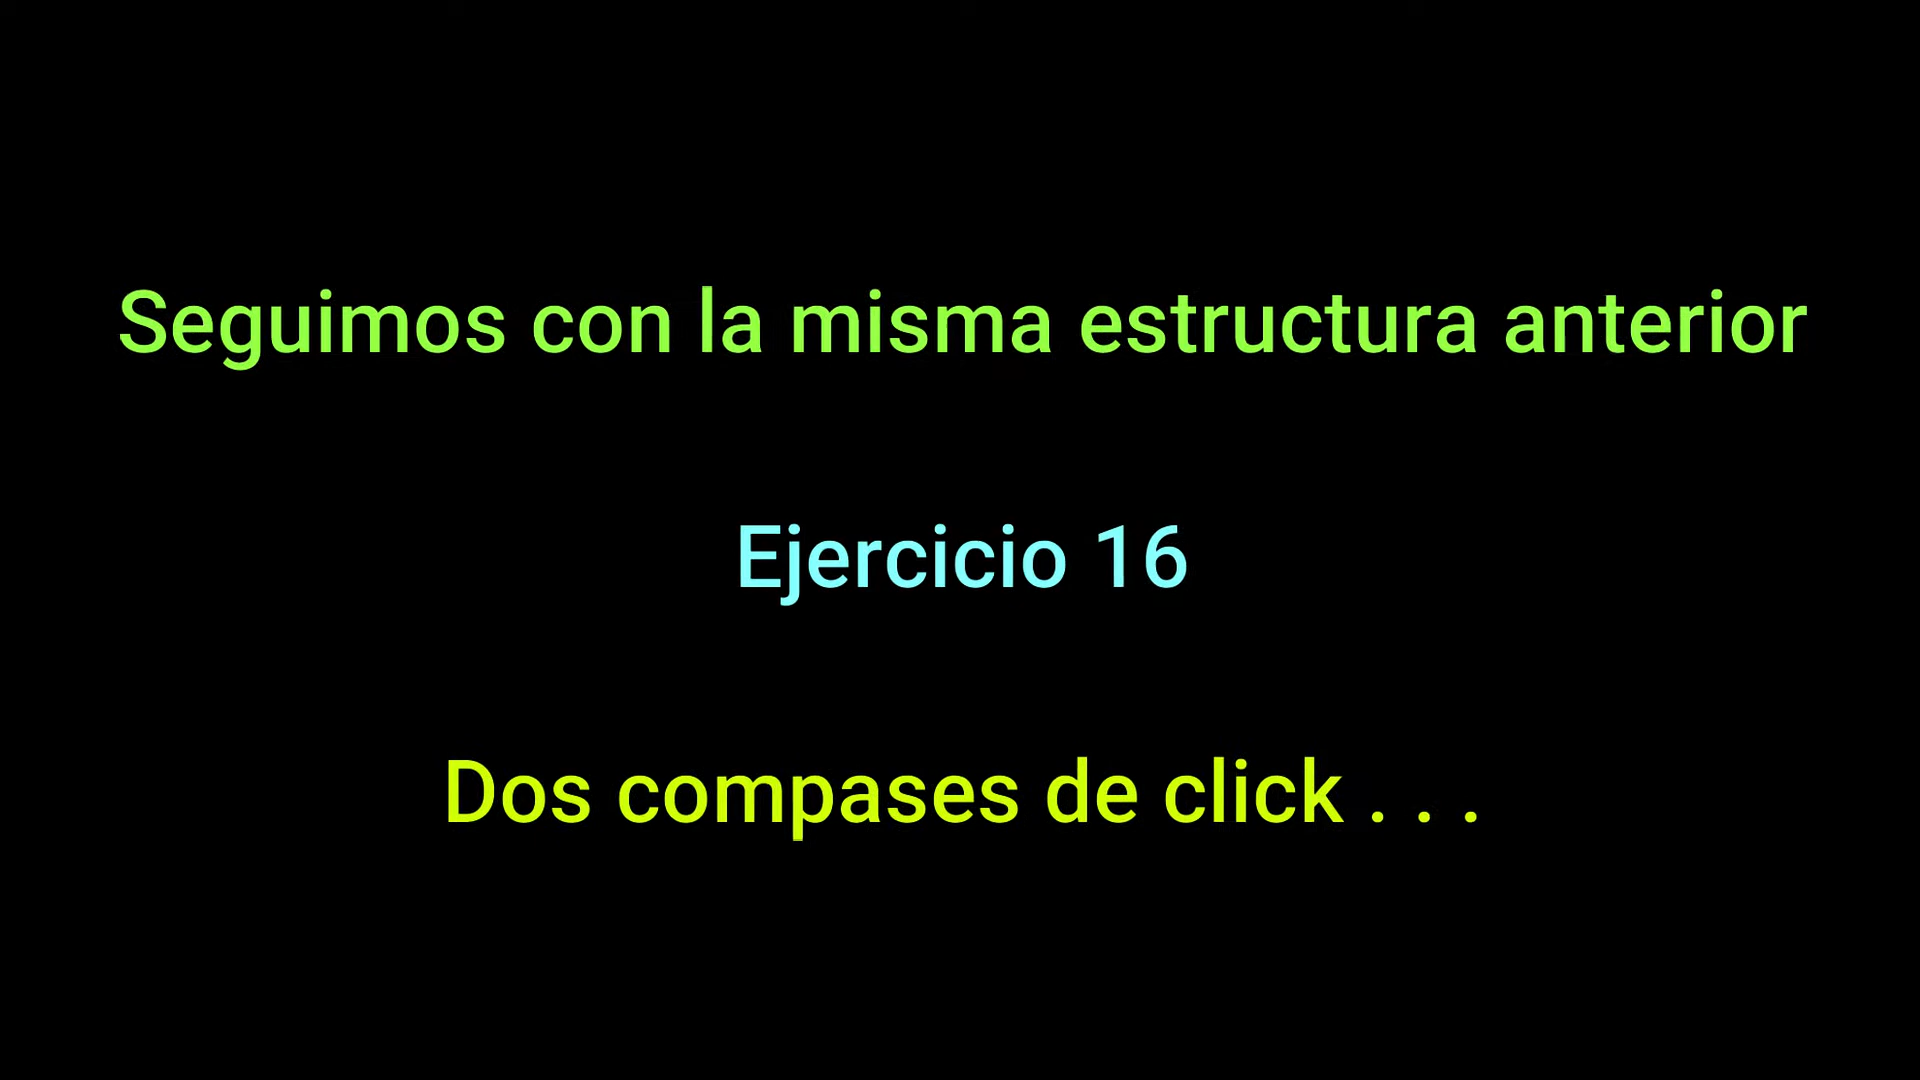 Seguimos con la misma estructura anterior
Ejercicio 16
Dos compases de click . . .